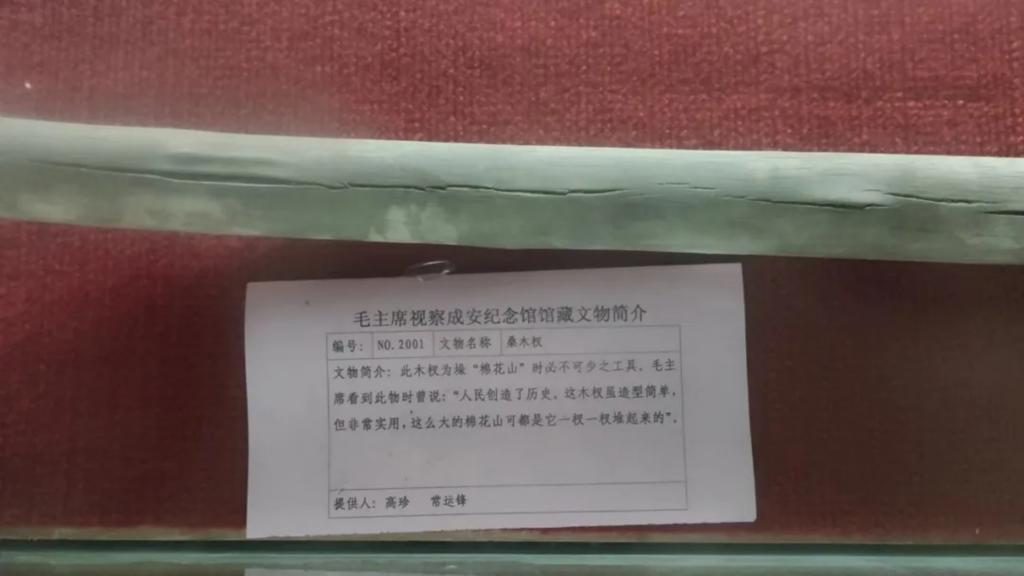 毛主席视察成安纪念馆馆藏文物简介
编号: NO.2001 文物名称 桑木杈
文物简介: 此木杈为垛“棉花山”时必不可少之工具。毛主
席看到此物时曾说:“人民创造了历史。这木杈虽造型简单,
但非常实用,这么大的棉花山可都是它一杈一杈堆起来的”。
提供人: 高珍 常运锋